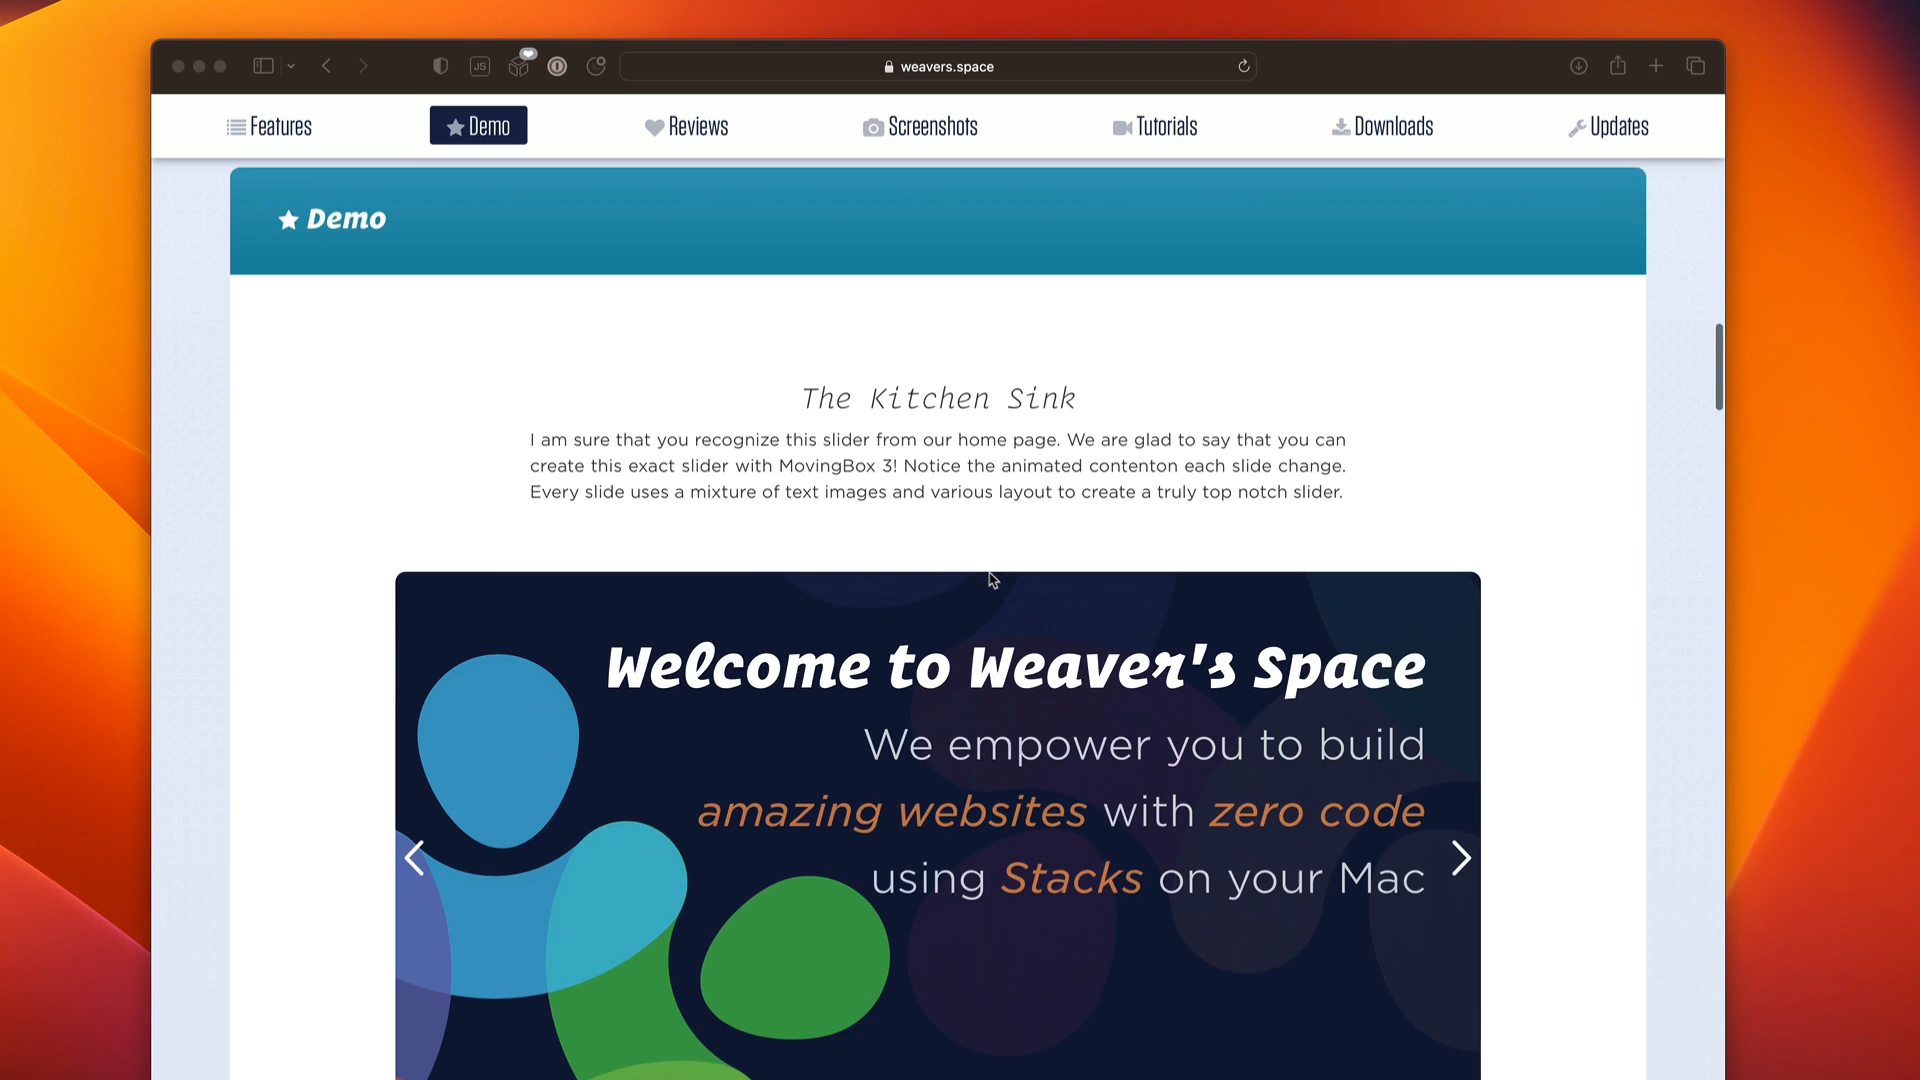 JS
weavers.space
Features Demo Reviews Screenshots Tutorials Downloads Updates
Demo
The Kitchen Sink
I am sure that you recognize this slider from our home page. We are glad to say that you can
create this exact slider with MovingBox 3! Notice the animated contenton each slide change.
Every slide uses a mixture of text images and various layout to create a truly top notch slider.
Welcome to Weaver's Space
We empower you to build
amazing websites with zero code
using Stacks on your Mac